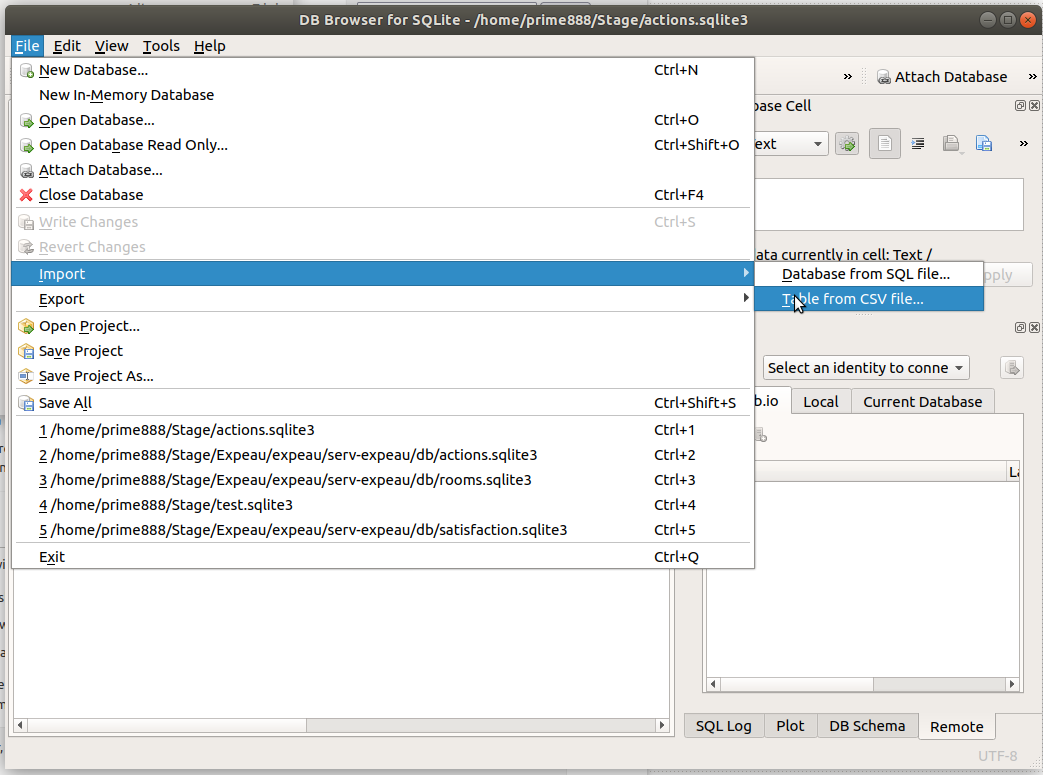 DB Browser for SQLite - /home/prime888/Stage/actions.sqlite3
File Edit View Tools Help
New Database... Ctrl+N
New In-Memory Database
Open Database... Ctrl+O
Open Database Read Only... Ctrl+Shift+O
Attach Database...
Close Database Ctrl+F4
Write Changes Ctrl+S
Revert Changes
Import
Export
Open Project...
Save Project
Save Project As...
Save All Ctrl+Shift+S
1 /home/prime888/Stage/actions.sqlite3 Ctrl+1
2 /home/prime888/Stage/Expeau/expeau/serv-expeau/db/actions.sqlite3 Ctrl+2
3 /home/prime888/Stage/Expeau/expeau/serv-expeau/db/rooms.sqlite3 Ctrl+3
4 /home/prime888/Stage/test.sqlite3 Ctrl+4
5 /home/prime888/Stage/Expeau/expeau/serv-expeau/db/satisfaction.sqlite3 Ctrl+5
Exit Ctrl+Q
Database from SQL file...
Table from CSV file...
» Attach Database »
base Cell
ext »
ata currently in cell: Text /
pply
Select an identity to conne
b.io Local Current Database
La
SQL Log Plot DB Schema Remote
UTF-8